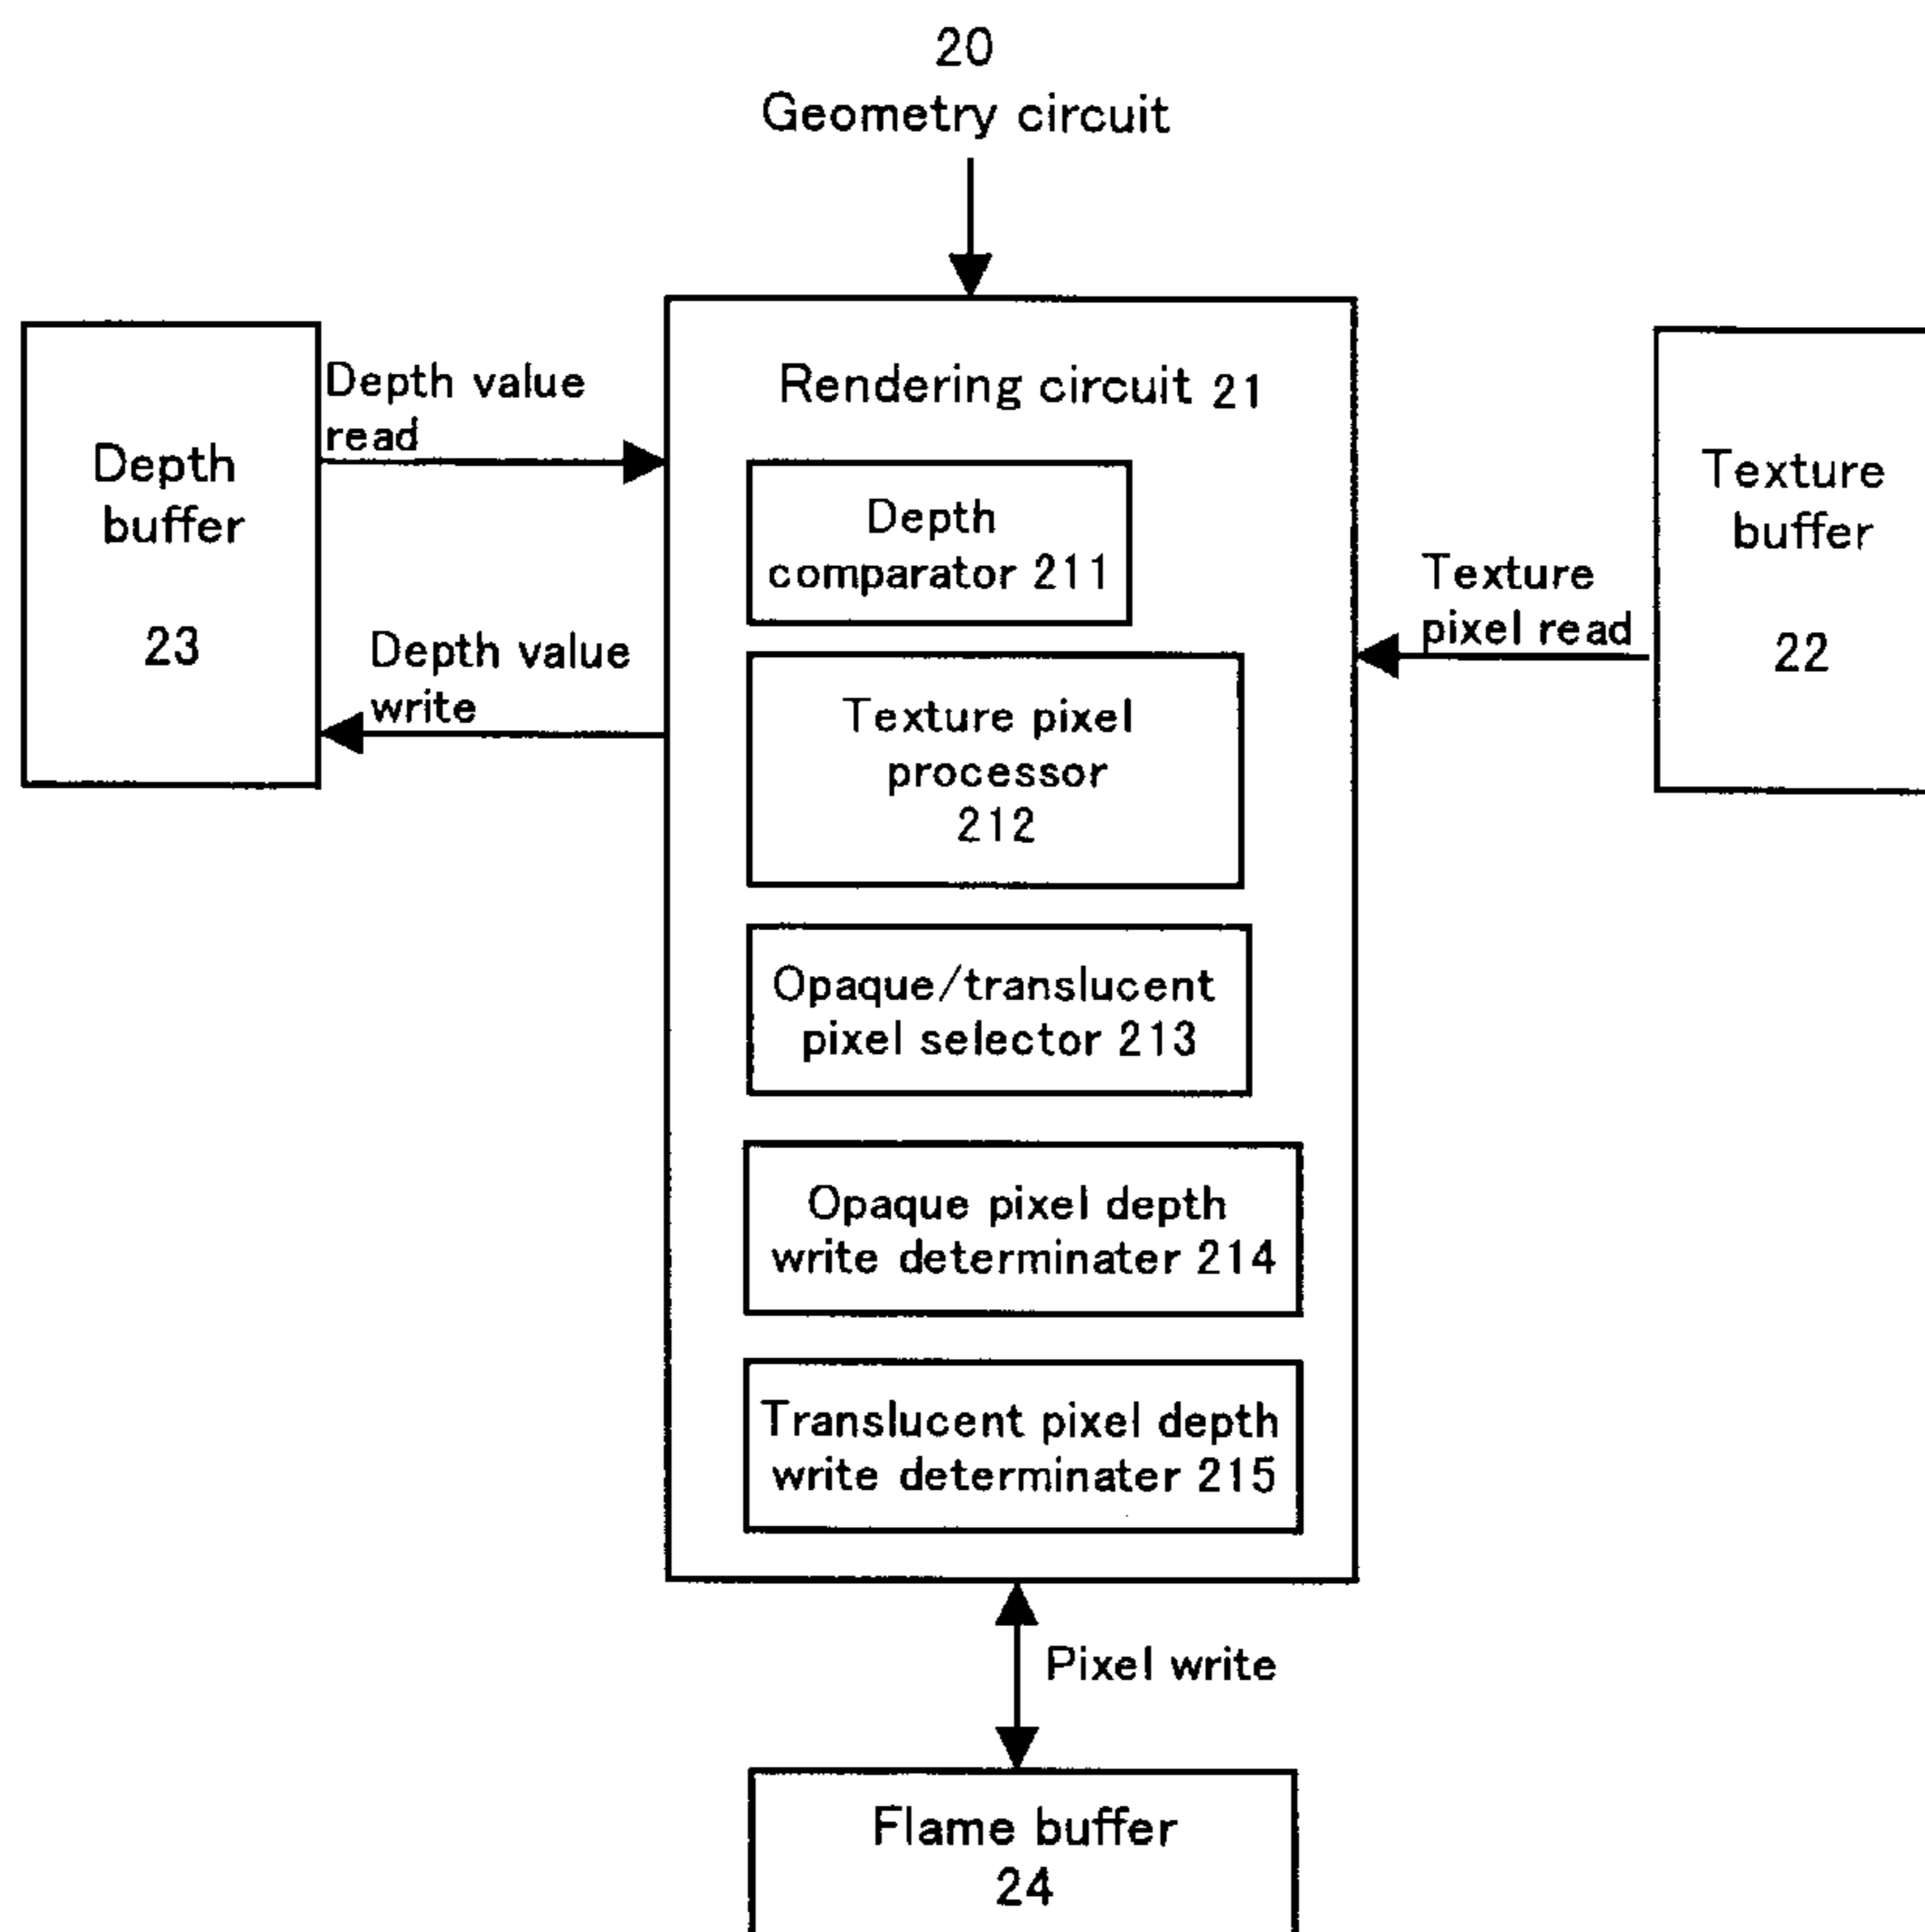 20
Geometry circuit
Depth value
read
Depth
buffer
23
Depth value
write
Rendering circuit 21
Depth
comparator 211
Texture pixel
processor
212
Opaque/translucent
pixel selector 213
Opaque pixel depth
write determinater 214
Translucent pixel depth
write determinater 215
Texture
pixel read
Texture
buffer
22
Pixel write
Flame buffer
24